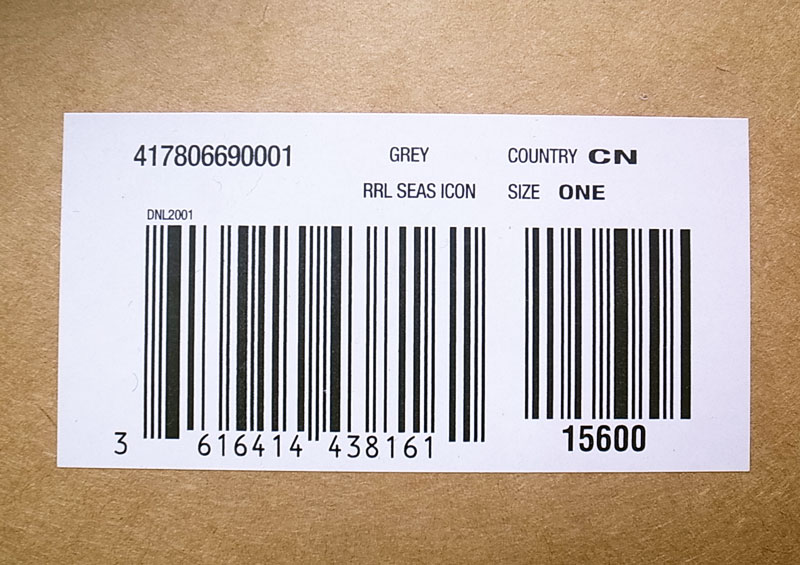 417806690001 GREY COUNTRY CN
RRL SEAS ICON SIZE ONE
DNL2001
3 616414 438161
15600